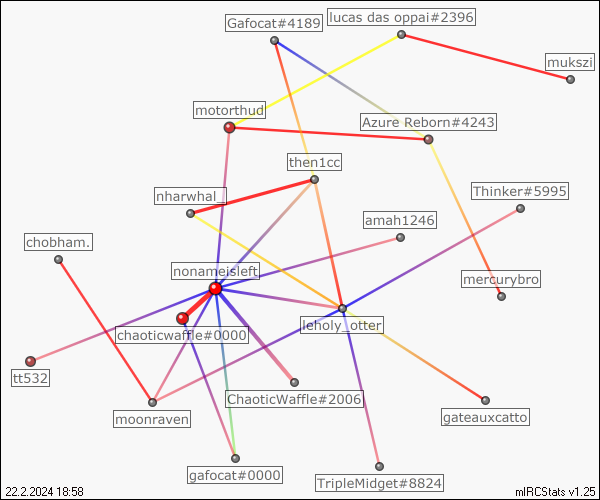 lucas das oppai#2396
Gafocat#4189
mukszi
motorthud
Azure Reborn#4243
then1cc
nharwhal_
Thinker#5995
amah1246
chobham.
nonameisleft
mercurybro
leholy_otter
chaoticwaffle#0000
tt532
ChaoticWaffle#2006
moonraven
gateauxcatto
gafocat#0000
TripleMidget#8824
22.2.2024 18:58
mIRCStats v1.25